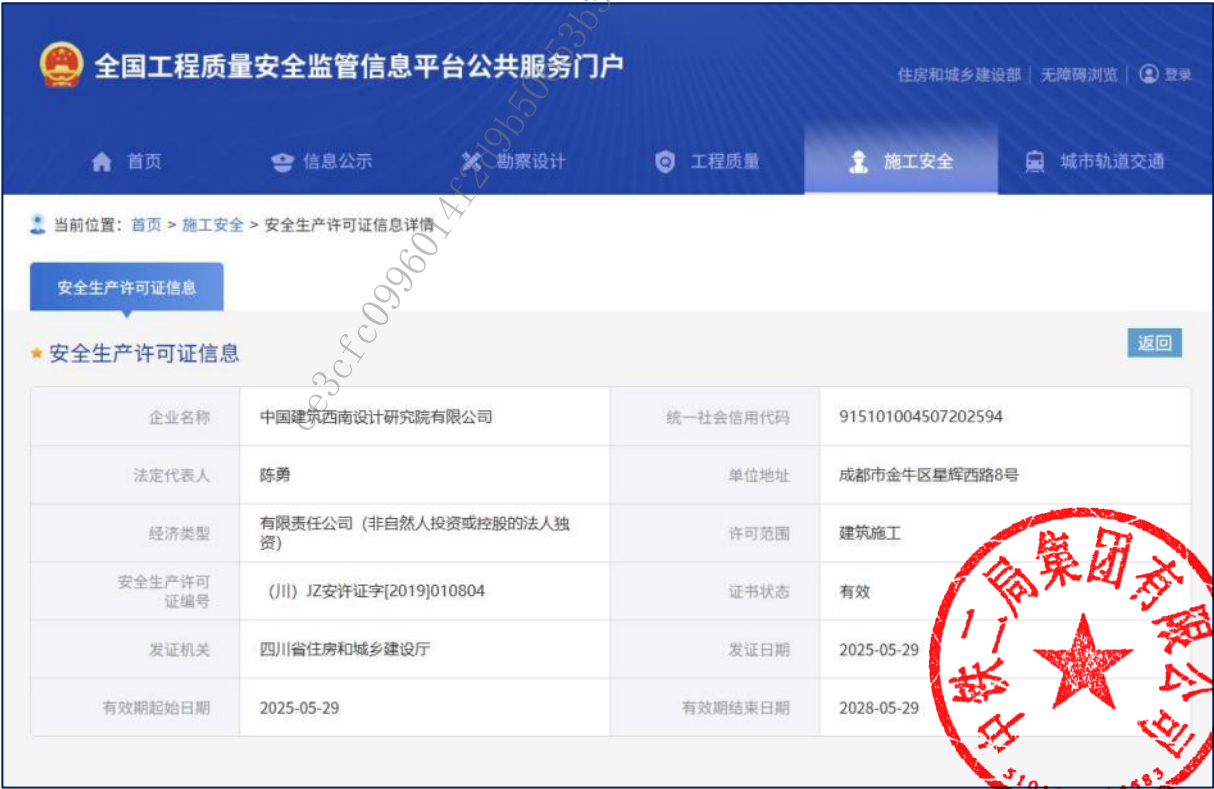 全国工程质量安全监管信息平台公共服务门户
住房和城乡建设部 | 无障碍浏览 | 登录
首页 信息公示 勘察设计 工程质量 施工安全 城市轨道交通
当前位置：首页 > 施工安全 > 安全生产许可证信息详情
安全生产许可证信息
安全生产许可证信息
返回
企业名称 中国建筑西南设计研究院有限公司 统一社会信用代码 915101004507202594
法定代表人 陈勇 单位地址 成都市金牛区星辉西路8号
经济类型 有限责任公司（非自然人投资或控股的法人独
资） 许可范围 建筑施工
安全生产许可
证编号 （川）JZ安许证字[2019]010804 证书状态 有效
发证机关 四川省住房和城乡建设厅 发证日期 2025-05-29
有效期起始日期 2025-05-29 有效期结束日期 2028-05-29
中铁二局集团有限公司